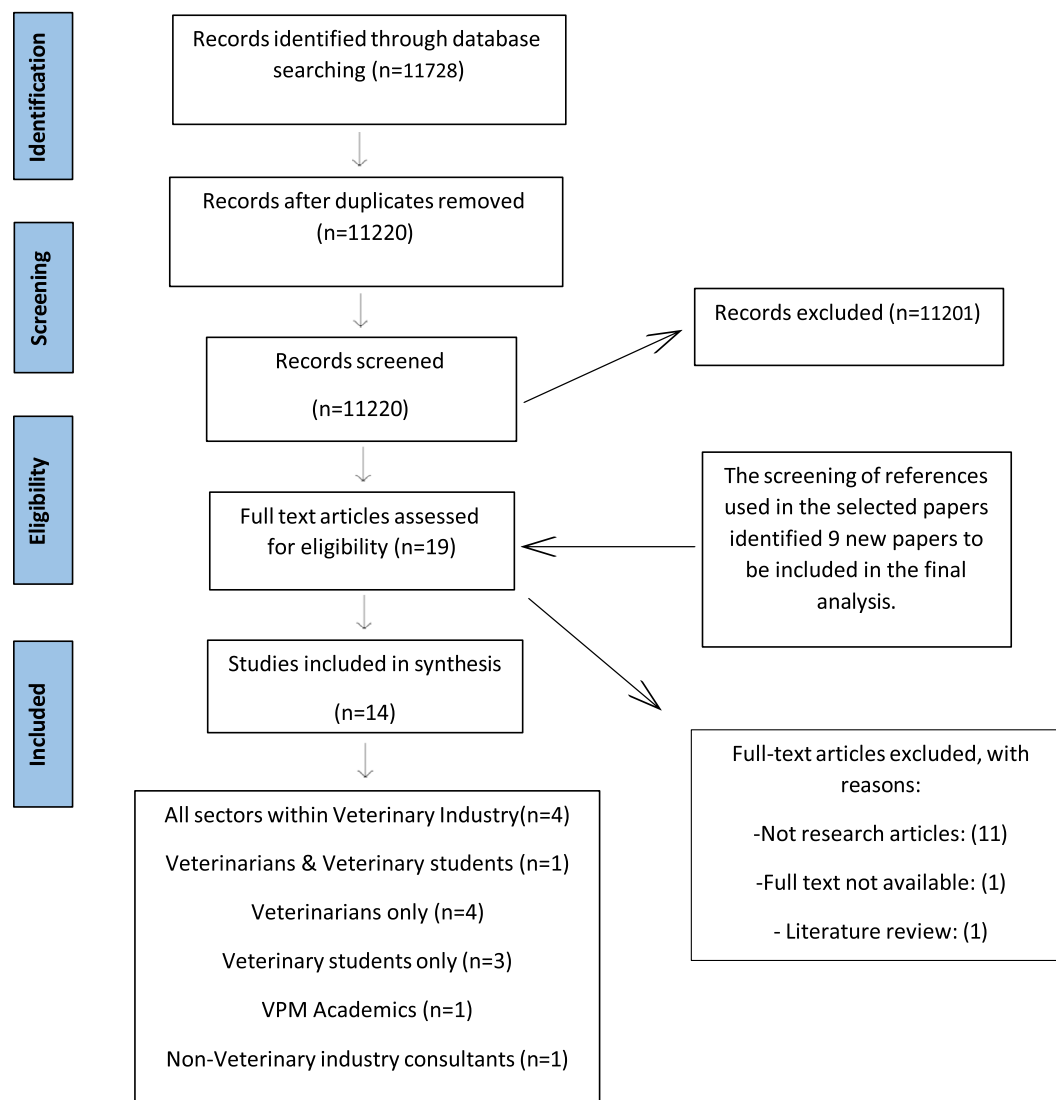 Identification
Records identified through database
searching (n=11728)
Records after duplicates removed
(n=11220)
Screening
Records screened
(n=11220)
Records excluded (n=11201)
Eligibility
Full text articles assessed
for eligibility (n=19)
The screening of references
used in the selected papers
identified 9 new papers to
be included in the final
analysis.
Included
Studies included in synthesis
(n=14)
Full-text articles excluded, with
reasons:
-Not research articles: (11)
-Full text not available: (1)
- Literature review: (1)
All sectors within Veterinary Industry(n=4)
Veterinarians & Veterinary students (n=1)
Veterinarians only (n=4)
Veterinary students only (n=3)
VPM Academics (n=1)
Non-Veterinary industry consultants (n=1)